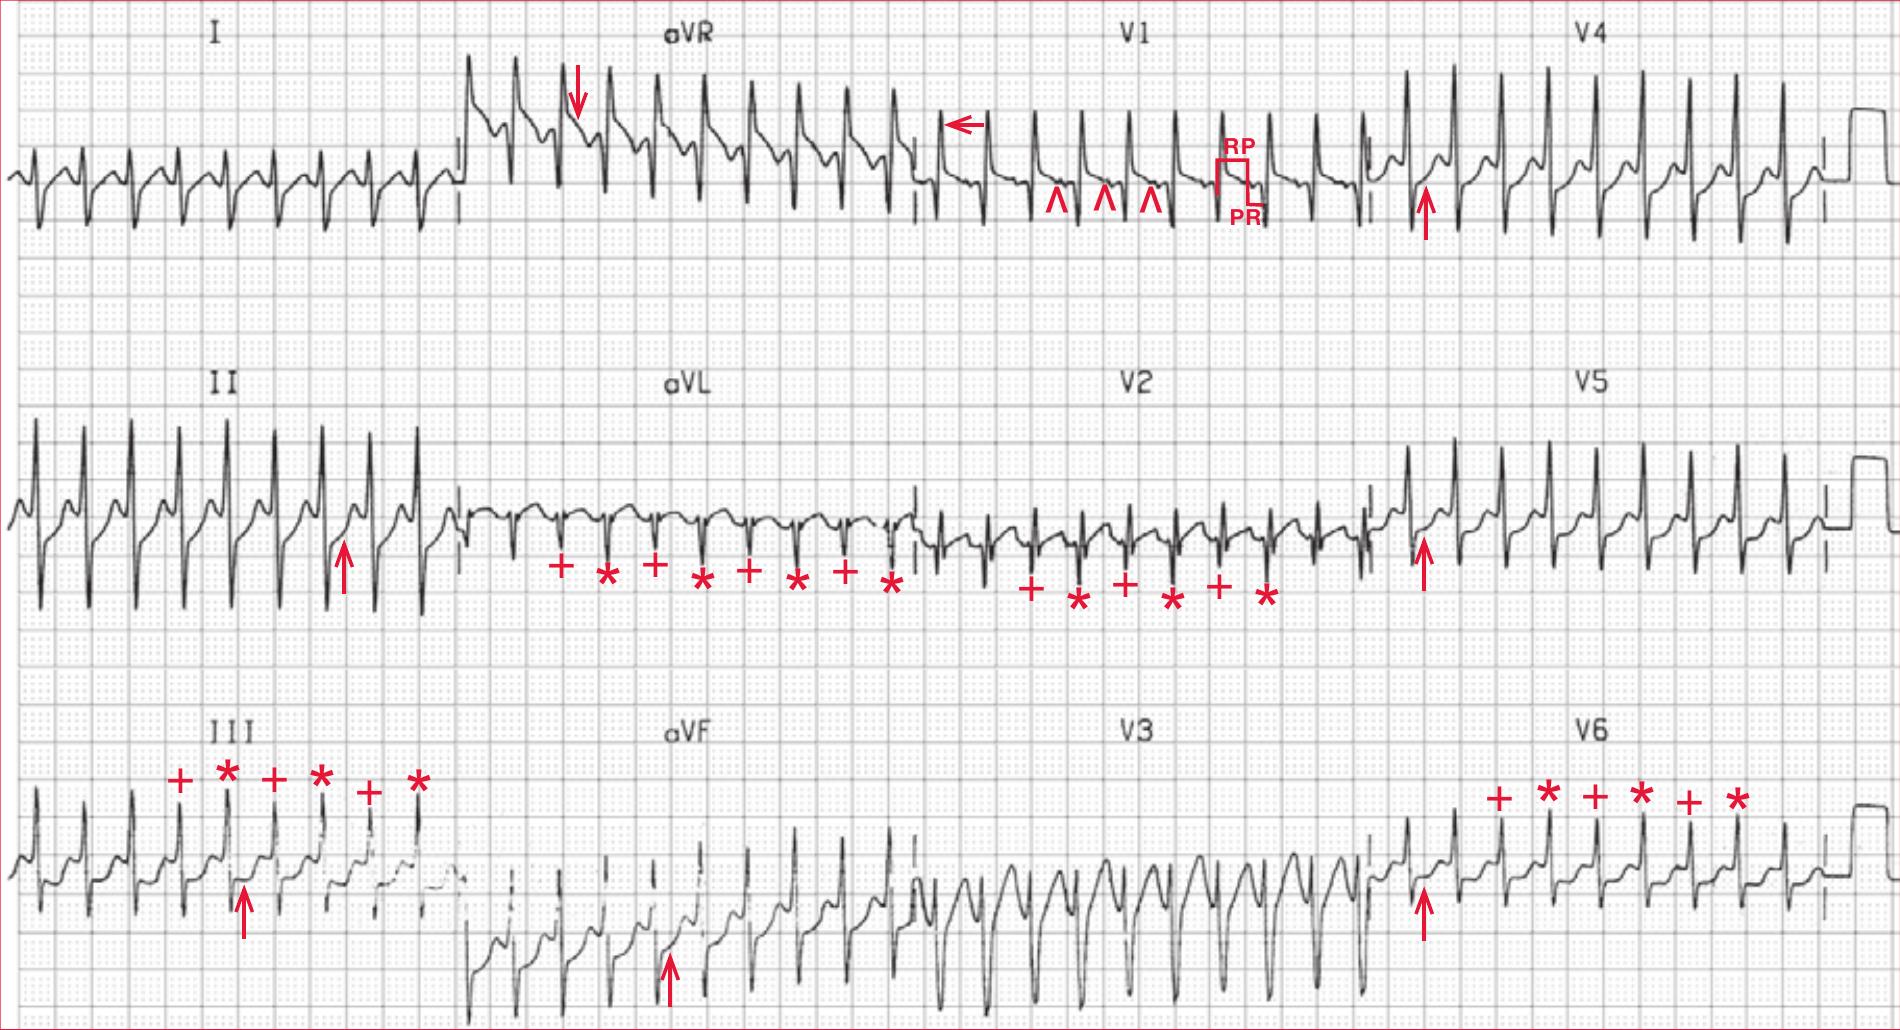 I aVR V1 V4
RP
PR
II aVL V2 V5
+ * + * + * + *
+ * + * + *
III aVF V3 V6
+ * + * + *
+ * + * + *